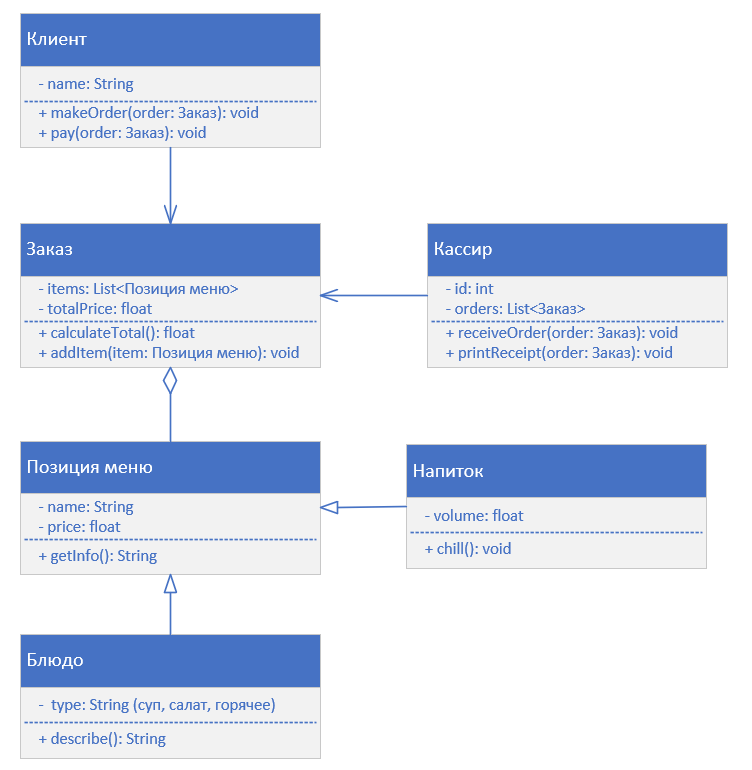 Клиент
- name: String
+ makeOrder(order: Заказ): void
+ pay(order: Заказ): void
Заказ
- items: List<Позиция меню>
- totalPrice: float
+ calculateTotal(): float
+ addItem(item: Позиция меню): void
Кассир
- id: int
- orders: List<Заказ>
+ receiveOrder(order: Заказ): void
+ printReceipt(order: Заказ): void
Позиция меню
- name: String
- price: float
+ getInfo(): String
Напиток
- volume: float
+ chill(): void
Блюдо
- type: String (суп, салат, горячее)
+ describe(): String